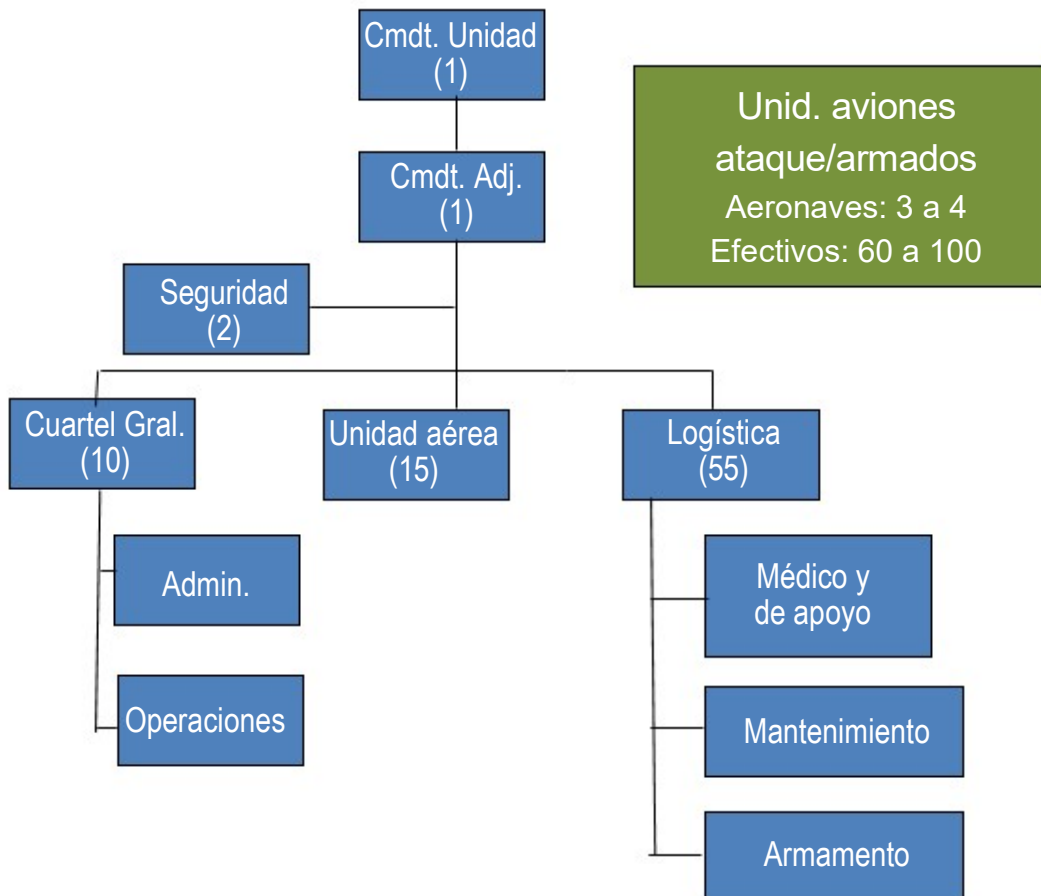 Cmdt. Unidad
(1)
Unid. aviones
ataque/armados
Aeronaves: 3 a 4
Efectivos: 60 a 100
Cmdt. Adj.
(1)
Seguridad
(2)
Cuartel Gral.
(10)
Unidad aérea
(15)
Logística
(55)
Admin.
Operaciones
Médico y
de apoyo
Mantenimiento
Armamento